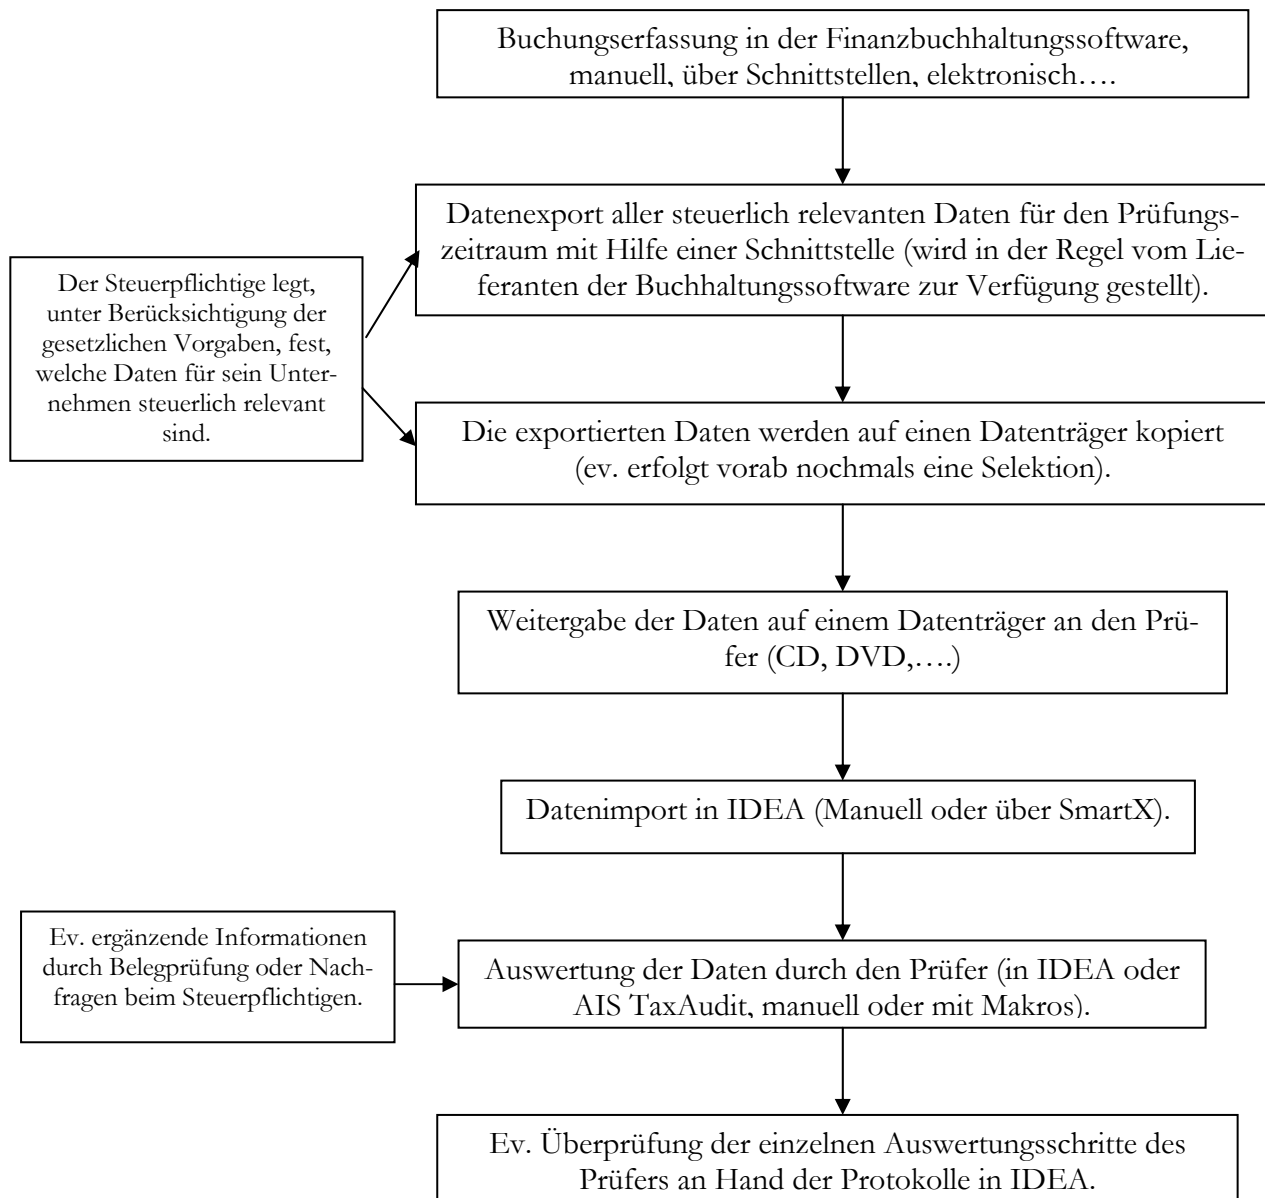 Buchungserfassung in der Finanzbuchhaltungssoftware,
manuell, über Schnittstellen, elektronisch….
Datenexport aller steuerlich relevanten Daten für den Prüfungs-
zeitraum mit Hilfe einer Schnittstelle (wird in der Regel vom Lie-
feranten der Buchhaltungssoftware zur Verfügung gestellt).
Der Steuerpflichtige legt,
unter Berücksichtigung der
gesetzlichen Vorgaben, fest,
welche Daten für sein Unter-
nehmen steuerlich relevant
sind.
Die exportierten Daten werden auf einen Datenträger kopiert
(ev. erfolgt vorab nochmals eine Selektion).
Weitergabe der Daten auf einem Datenträger an den Prü-
fer (CD, DVD,….)
Datenimport in IDEA (Manuell oder über SmartX).
Ev. ergänzende Informationen
durch Belegprüfung oder Nach-
fragen beim Steuerpflichtigen.
Auswertung der Daten durch den Prüfer (in IDEA oder
AIS TaxAudit, manuell oder mit Makros).
Ev. Überprüfung der einzelnen Auswertungsschritte des
Prüfers an Hand der Protokolle in IDEA.